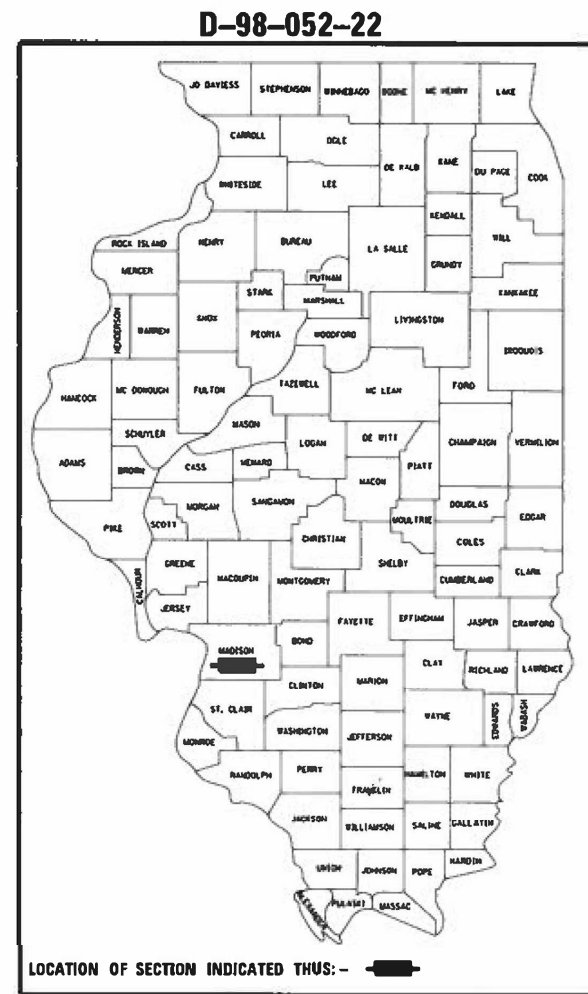 D-98-052-22
JO DAVIESS STEPHENSON WINNEBAGO BOONE MC HENRY LAKE
CARROLL OGLE
DE KALB KANE DU PAGE COOK
WHITESIDE LEE
KENDALL WILL
ROCK ISLAND HENRY BUREAU LA SALLE GRUNDY
MERCER PUTNAM
STARK MARSHALL KANKAKEE
HENDERSON WARREN KNOX PEORIA WOODFORD LIVINGSTON IROQUOIS
HANCOCK MC DONOUGH FULTON TAZEWELL MC LEAN FORD
SCHUYLER MASON LOGAN DE WITT CHAMPAIGN VERMILION
ADAMS BROWN CASS MENARD MACON PIATT
PIKE SCOTT MORGAN SANGAMON MOULTRIE DOUGLAS EDGAR
CHRISTIAN COLES
CALHOUN GREENE MACOUPIN MONTGOMERY SHELBY CUMBERLAND CLARK
JERSEY FAYETTE EFFINGHAM JASPER CRAWFORD
MADISON BOND CLAY RICHLAND LAWRENCE
CLINTON MARION
ST. CLAIR WAYNE EDWARDS WABASH
MONROE WASHINGTON JEFFERSON
RANDOLPH PERRY HAMILTON WHITE
FRANKLIN
JACKSON WILLIAMSON SALINE GALLATIN
UNION JOHNSON POPE HARDIN
ALEXANDER PULASKI MASSAC
LOCATION OF SECTION INDICATED THUS: -